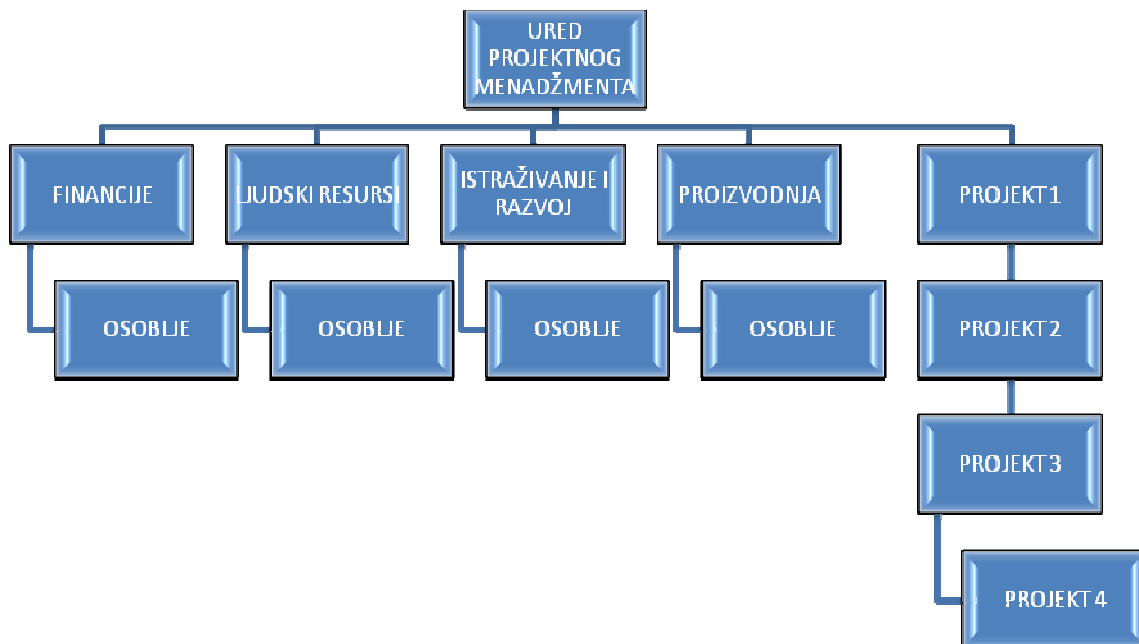 URED
PROJEKTNOG
MENADŽMENTA
FINANCIJE
LJUDSKI RESURSI
ISTRAŽIVANJE I
RAZVOJ
PROIZVODNJA
PROJEKT 1
OSOBLJE
OSOBLJE
OSOBLJE
OSOBLJE
PROJEKT 2
PROJEKT 3
PROJEKT 4